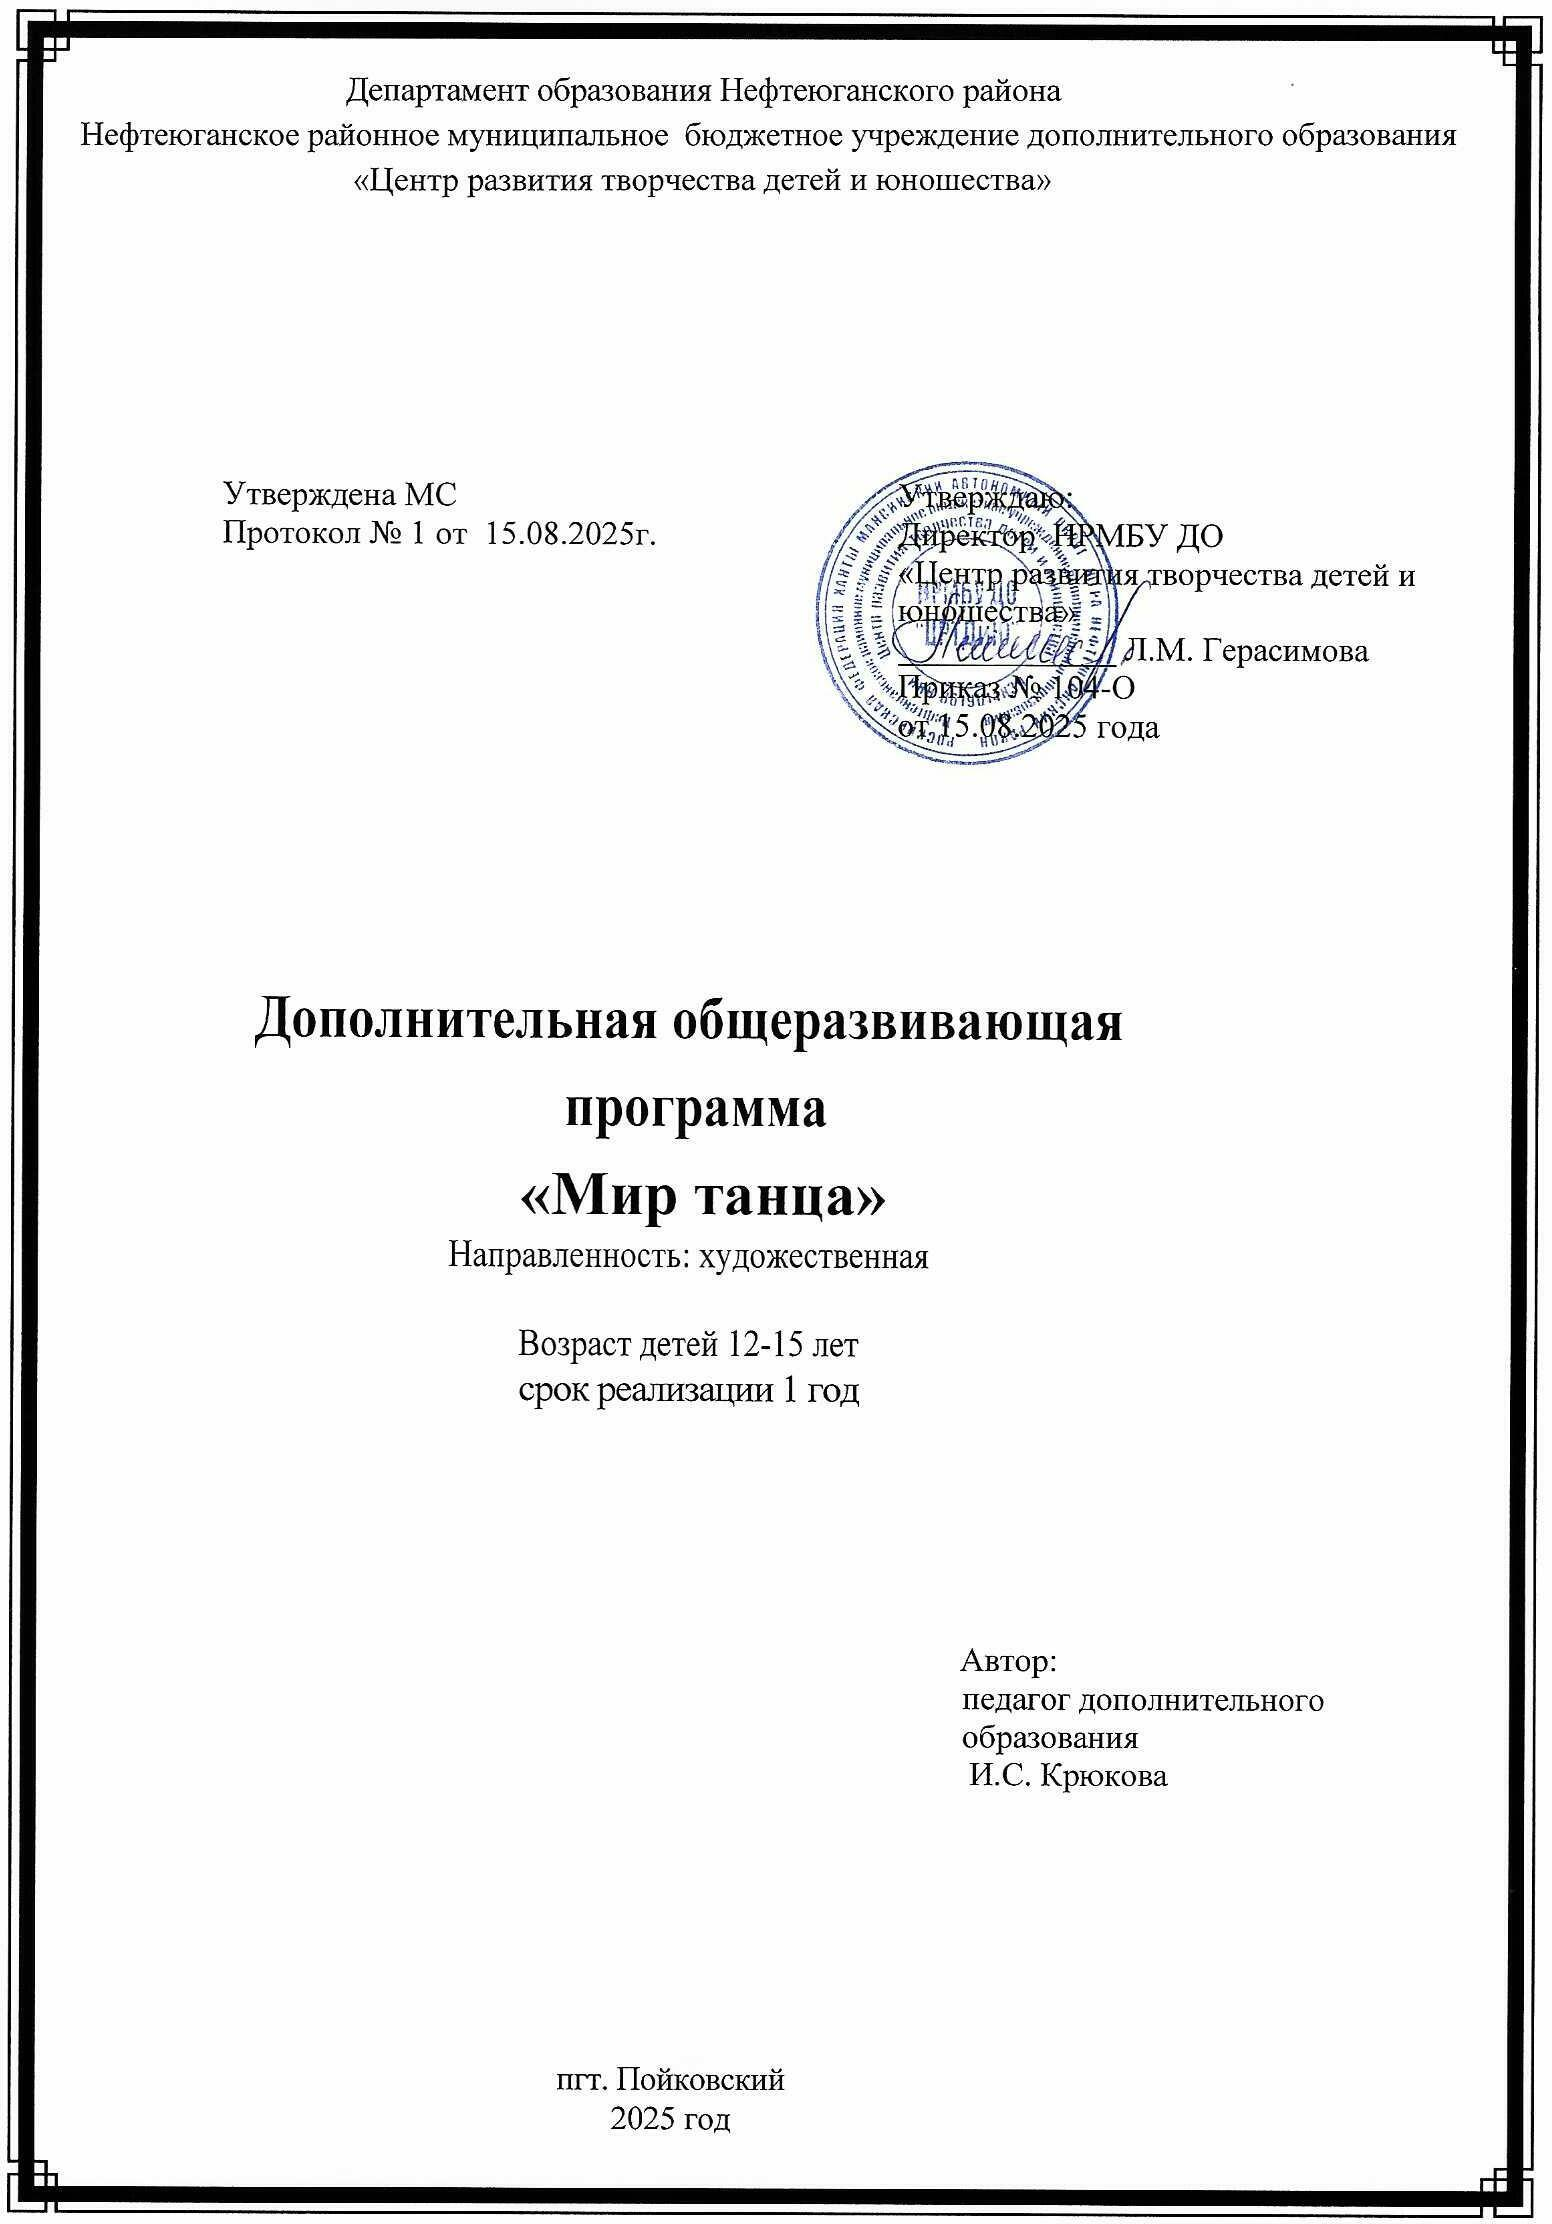 Департамент образования Нефтеюганского района
Нефтеюганское районное муниципальное бюджетное учреждение дополнительного образования
«Центр развития творчества детей и юношества»
Утверждена МС
Протокол № 1 от 15.08.2025г.
Утверждаю:
Директор НРМБУ ДО
«Центр развития творчества детей и
юношества»
Л.М. Герасимова
Приказ № 104-О
от 15.08.2025 года
НРМБУ ДО
Дополнительная общеразвивающая
программа
«Мир танца»
Направленность: художественная
Возраст детей 12-15 лет
срок реализации 1 год
Автор:
педагог дополнительного
образования
И.С. Крюкова
пгт. Пойковский
2025 год